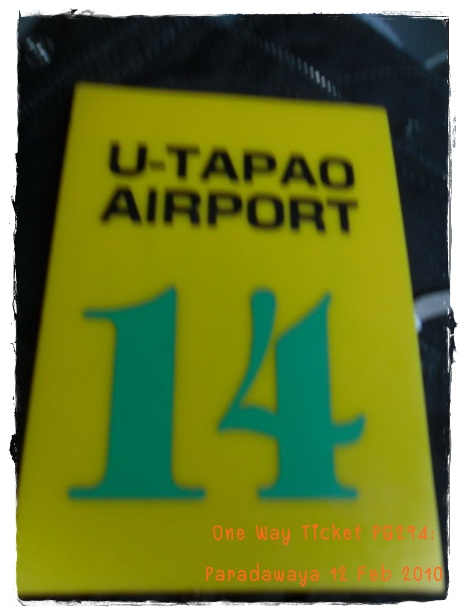 U-TAPAO
AIRPORT
14
One Way Ticket PG294:
Paradawaya 12 Feb 2010